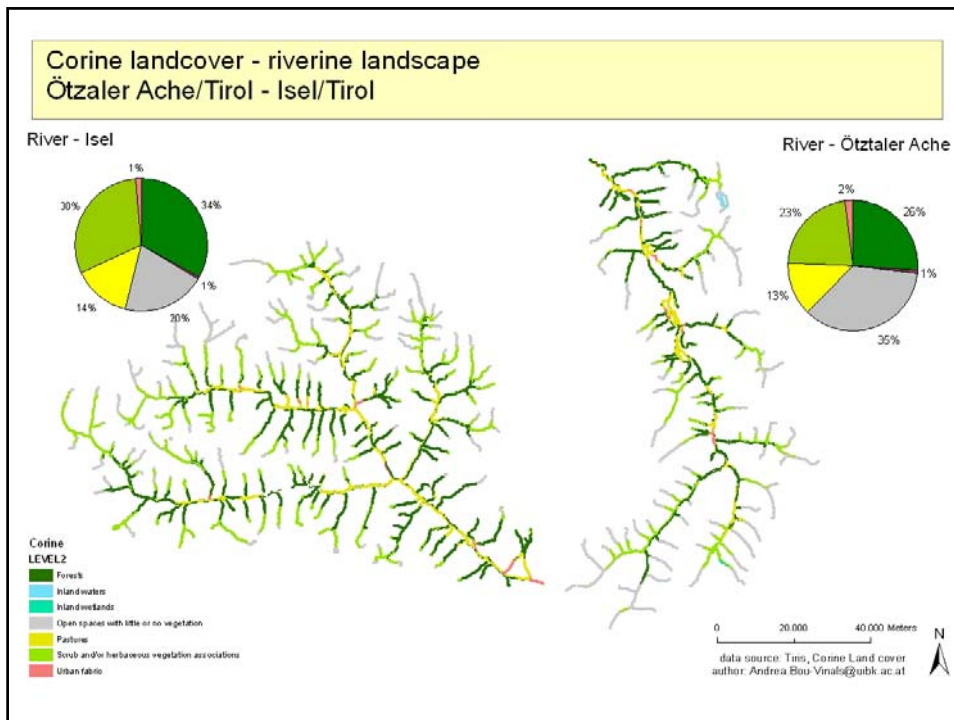 Corine landcover - riverine landscape
Ötzaler Ache/Tirol - Isel/Tirol
River - Isel
1%
34%
30%
1%
14%
20%
River - Ötztaler Ache
2%
26%
23%
1%
13%
35%
Corine
LEVEL2
Forests
Inland waters
Inland wetlands
Open spaces with little or no vegetation
Pastures
Scrub and/or herbaceous vegetation associations
Urban fabric
0 20.000 40.000 Meters
N
data source: Tiris, Corine Land cover
author: Andrea Bou-Vinals@uibk.ac.at